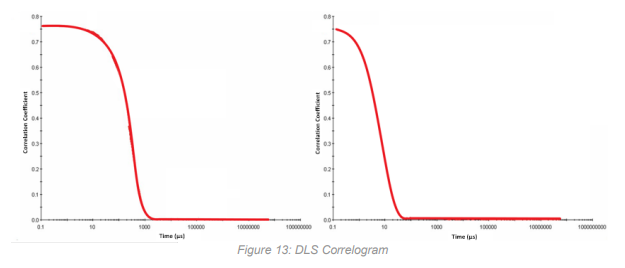 0.8
0.7
0.6
0.5
0.4
0.3
0.2
0.1
0.0
Correlation Coefficient
0.1 10 1000 100000 10000000 1000000000
Time (µs)
0.8
0.7
0.6
0.5
0.4
0.3
0.2
0.1
0.0
Correlation Coefficient
0.1 10 1000 100000 10000000 1000000000
Time (µs)
Figure 13: DLS Correlogram